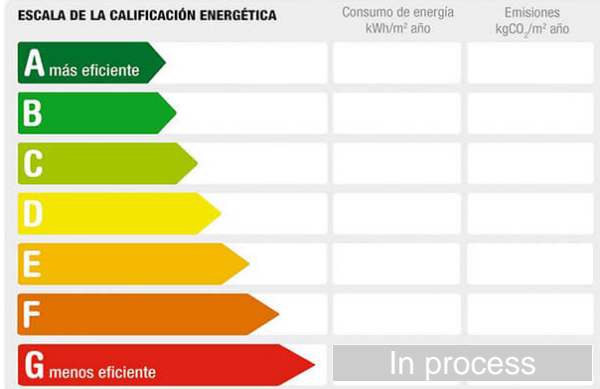 ESCALA DE LA CALIFICACIÓN ENERGÉTICA
Consumo de energía
kWh/m² año
Emisiones
kgCO₂/m² año
A más eficiente
B
C
D
E
F
G menos eficiente
In process